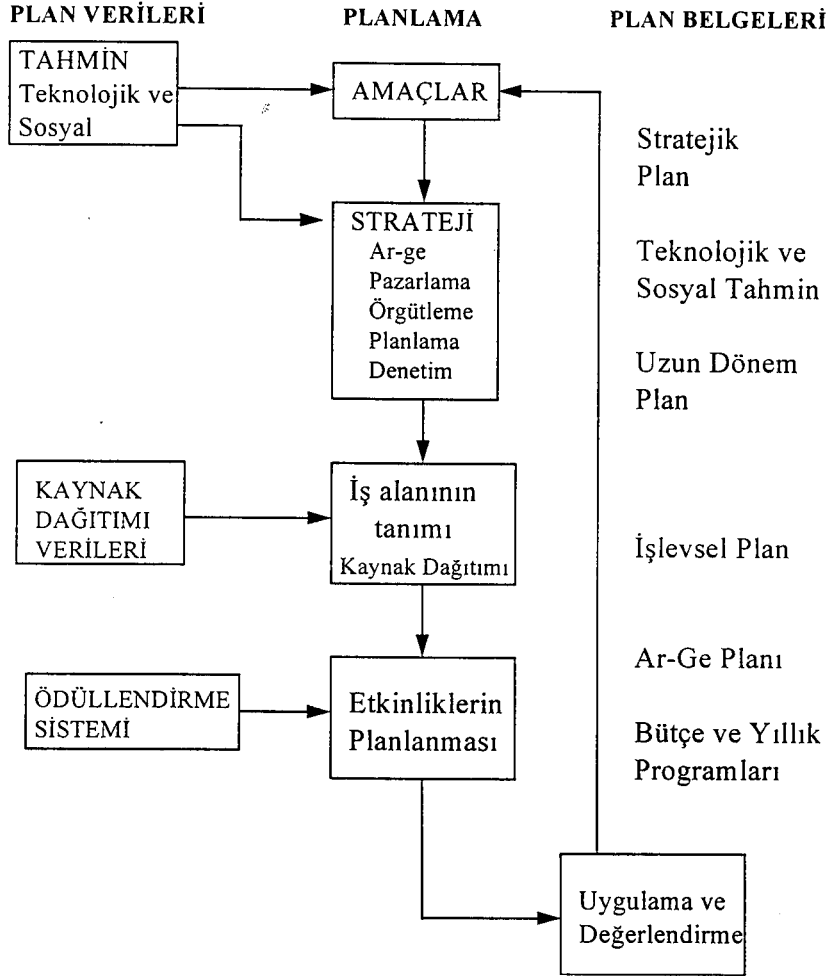 PLAN VERİLERİ
PLANLAMA
PLAN BELGELERİ
TAHMİN
Teknolojik ve
Sosyal
AMAÇLAR
STRATEJİ
Ar-ge
Pazarlama
Örgütleme
Planlama
Denetim
KAYNAK
DAĞITIMI
VERİLERİ
İş alanının
tanımı
Kaynak Dağıtımı
ÖDÜLLENDİRME
SİSTEMİ
Etkinliklerin
Planlanması
Stratejik
Plan
Teknolojik ve
Sosyal Tahmin
Uzun Dönem
Plan
İşlevsel Plan
Ar-Ge Planı
Bütçe ve Yıllık
Programları
Uygulama ve
Değerlendirme